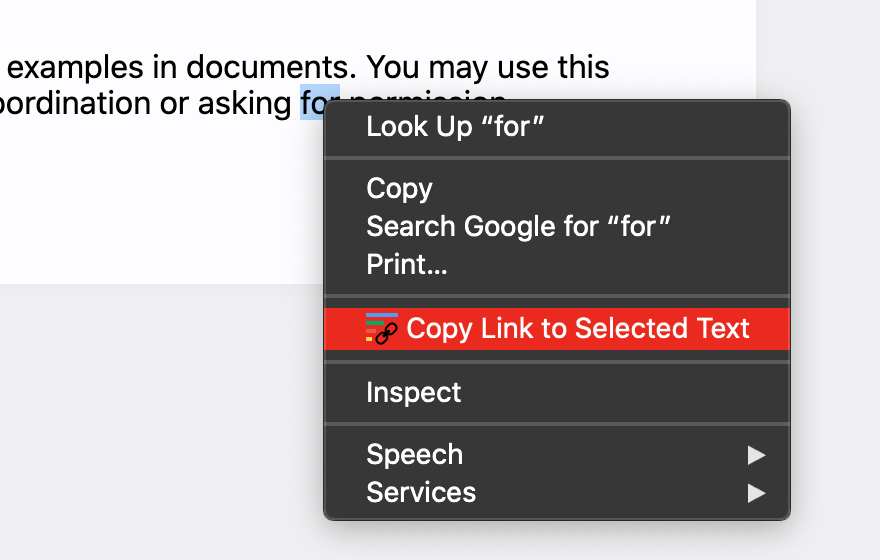 examples in documents. You may use this
oordination or asking for permission.
Look Up “for”
Copy
Search Google for “for”
Print...
Copy Link to Selected Text
Inspect
Speech
Services